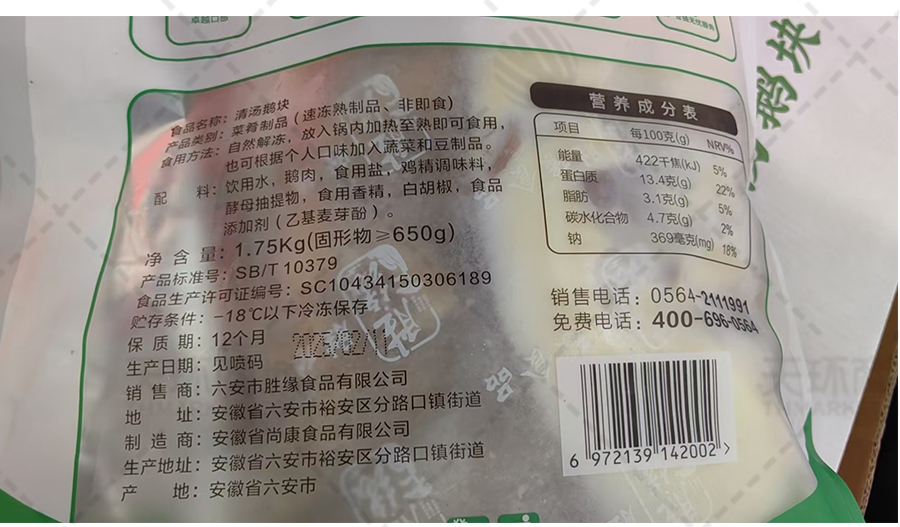 卓越口感
鹅块
食品名称：清汤鹅块
产品类别：菜肴制品（速冻熟制品、非即食）
食用方法：自然解冻，放入锅内加热至熟即可食用，
也可根据个人口味加入蔬菜和豆制品。
配 料：饮用水，鹅肉，食用盐，鸡精调味料，
酵母抽提物，食用香精，白胡椒，食品
添加剂（乙基麦芽酚）。
净 含 量：1.75Kg(固形物≥650g)
产品标准号：SB/T 10379
食品生产许可证编号：SC10434150306189
贮存条件：-18℃以下冷冻保存
保 质 期：12个月
生产日期：见喷码
2025/02/11
销 售 商：六安市胜缘食品有限公司
地 址：安徽省六安市裕安区分路口镇街道
制 造 商：安徽省尚康食品有限公司
生产地址：安徽省六安市裕安区分路口镇街道
产 地：安徽省六安市
营养成分表
项目 每100克(g) NRV%
能量 422千焦(kJ) 5%
蛋白质 13.4克(g) 22%
脂肪 3.1克(g) 5%
碳水化合物 4.7克(g) 2%
钠 369毫克(mg) 18%
销售电话：0564-2111991
免费电话：400-696-0564
6 972139 142002 >